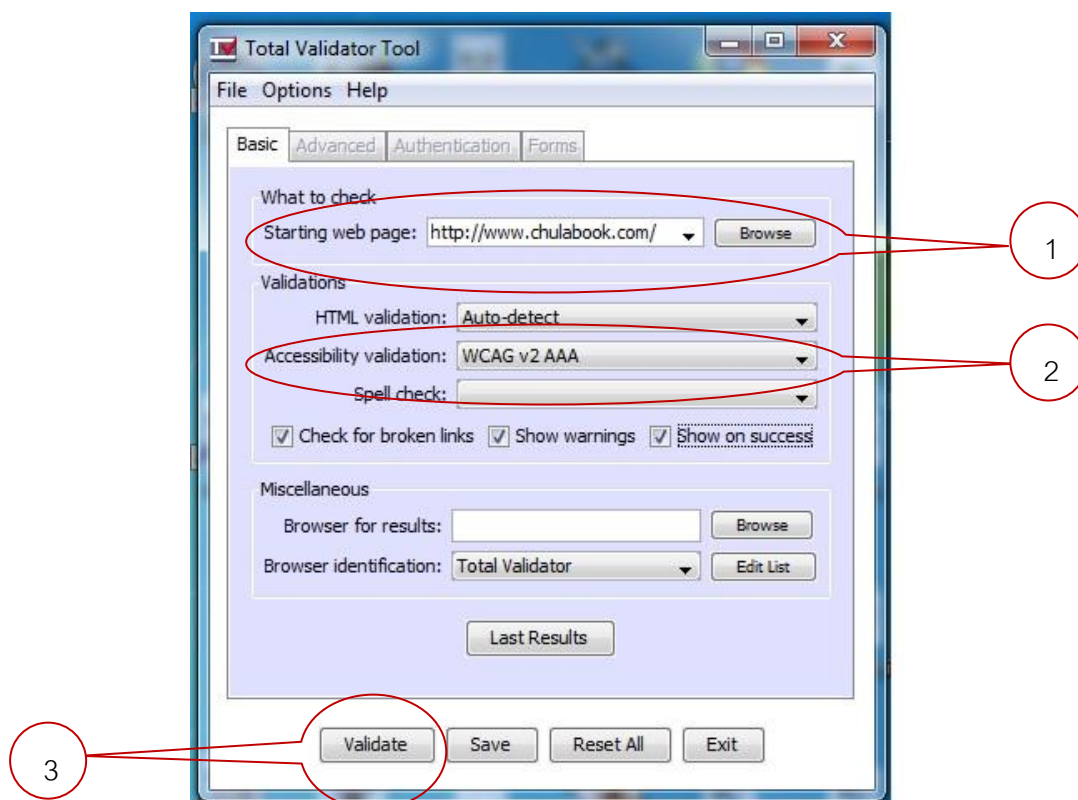 Total Validator Tool
File Options Help
Basic Advanced Authentication Forms
What to check
Starting web page: http://www.chulabook.com/ Browse
1
Validations
HTML validation: Auto-detect
Accessibility validation: WCAG v2 AAA
2
Spell check:
Check for broken links Show warnings Show on success
Miscellaneous
Browser for results: Browse
Browser identification: Total Validator Edit List
Last Results
Validate Save Reset All Exit
3